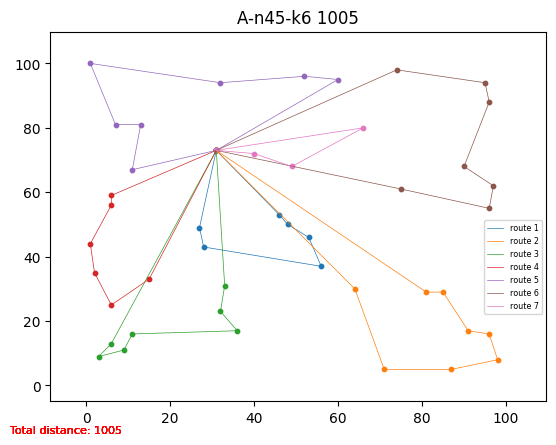 A-n45-k6 1005
100
80
60
40
20
0
0 20 40 60 80 100
route 1
route 2
route 3
route 4
route 5
route 6
route 7
Total distance: 1005